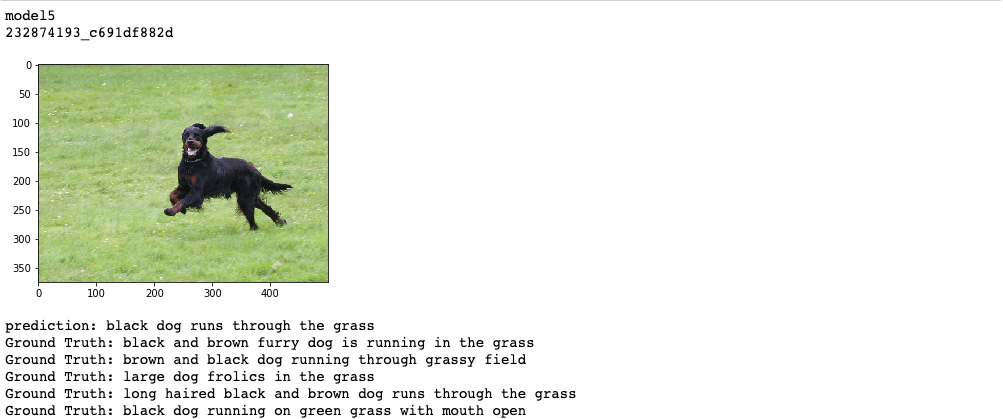 model5
232874193_c691df882d
0
50
100
150
200
250
300
350
0 100 200 300 400
prediction: black dog runs through the grass
Ground Truth: black and brown furry dog is running in the grass
Ground Truth: brown and black dog running through grassy field
Ground Truth: large dog frolics in the grass
Ground Truth: long haired black and brown dog runs through the grass
Ground Truth: black dog running on green grass with mouth open